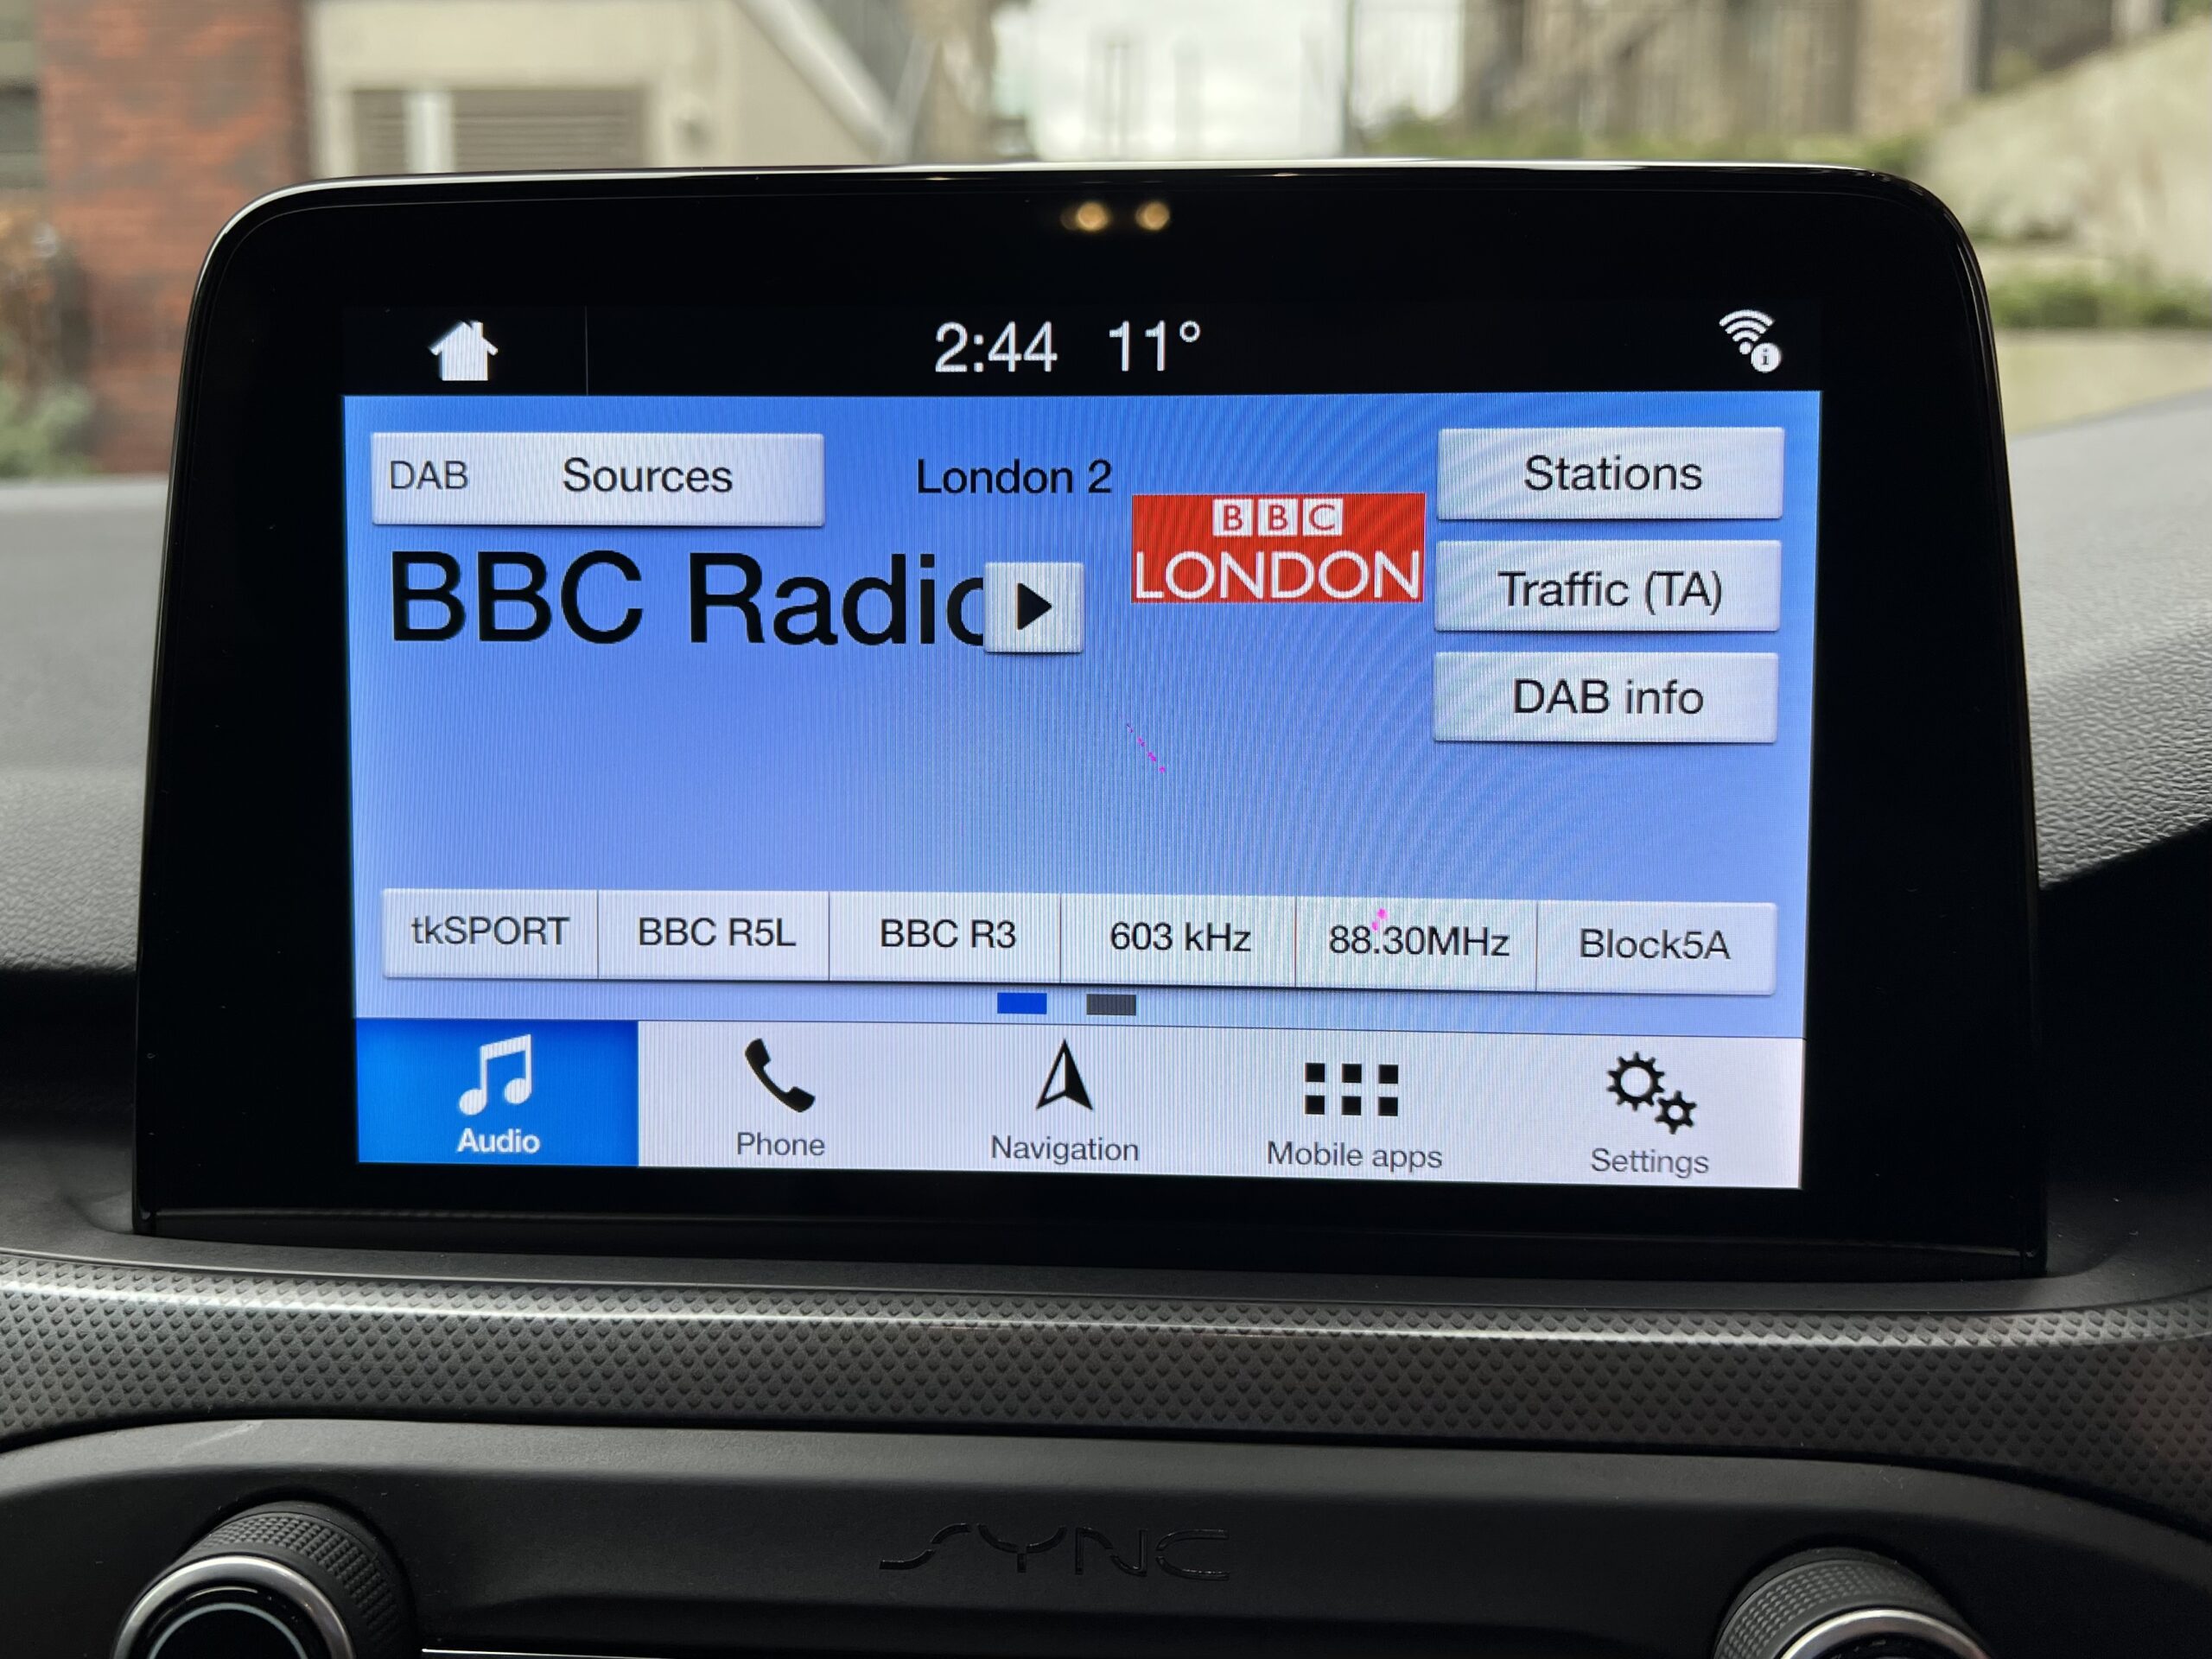 2:44 11°
DAB Sources
London 2
BBC
LONDON
Stations
BBC Radio
Traffic (TA)
DAB info
tkSPORT
BBC R5L
BBC R3
603 kHz
88.30MHz
Block5A
Audio
Phone
Navigation
Mobile apps
Settings
SYNC